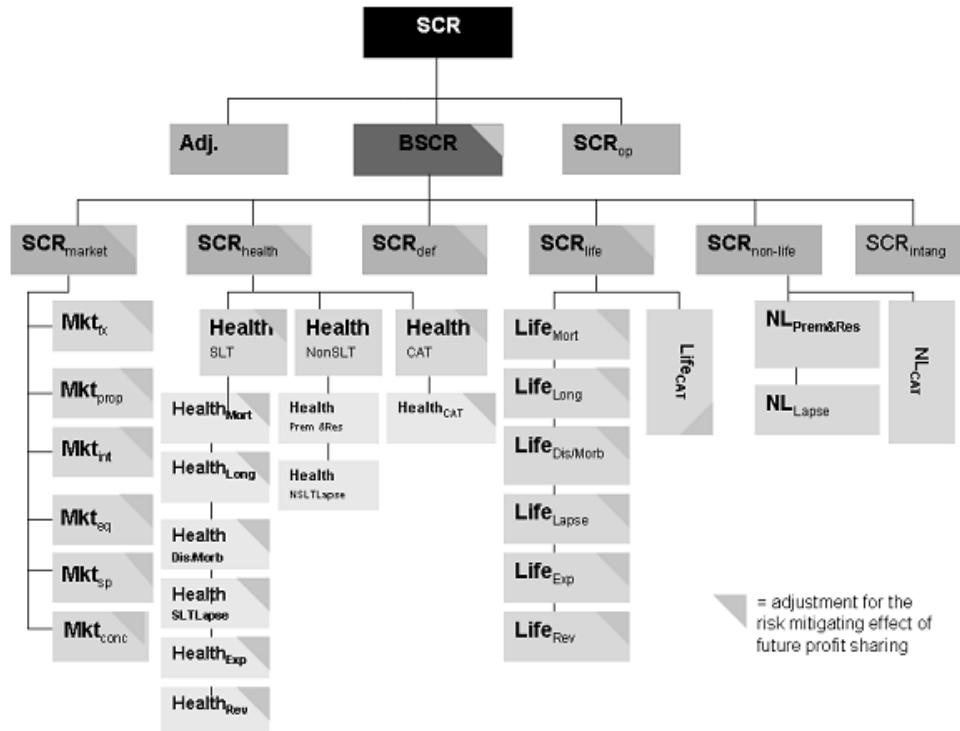 SCR
Adj.
BSCR
SCRop
SCRmarket
SCRhealth
SCRdef
SCRlife
SCRnon-life
SCRintang
Mktfx
Mktprop
Mktint
Mkteq
Mktsp
Mktconc
Health
SLT
HealthMort
HealthLong
Health
Dis/Morb
Health
SLTLapse
HealthExp
HealthRev
Health
NonSLT
Health
Prem &Res
Health
NSLTLapse
Health
CAT
HealthCAT
LifeMort
LifeLong
LifeDis/Morb
LifeLapse
LifeExp
LifeRev
LifeCAT
NLPrem&Res
NLLapse
NLCAT
= adjustment for the
risk mitigating effect of
future profit sharing